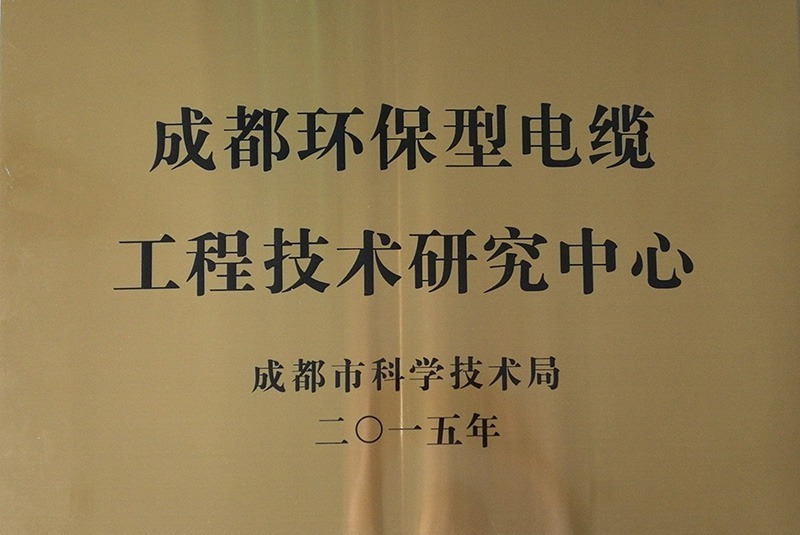 成都环保型电缆
工程技术研究中心
成都市科学技术局
二〇一五年